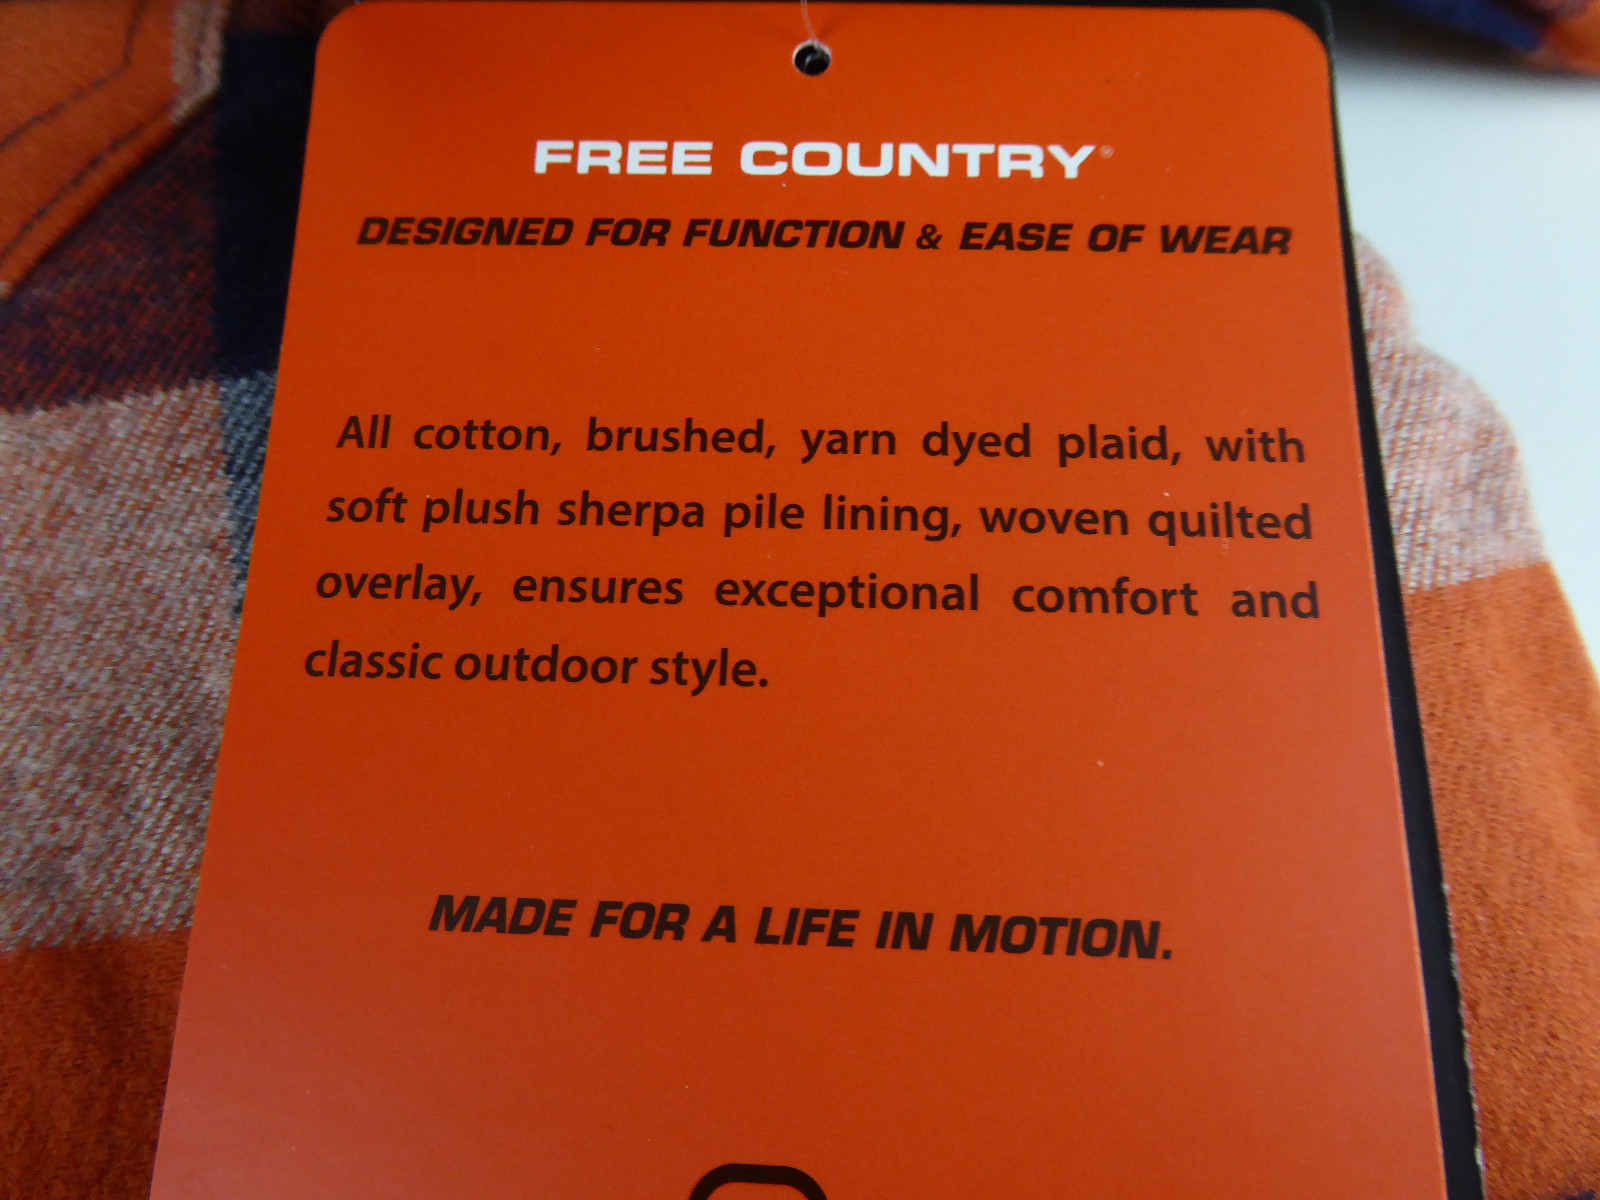 FREE COUNTRY®
DESIGNED FOR FUNCTION & EASE OF WEAR
All cotton, brushed, yarn dyed plaid, with
soft plush sherpa pile lining, woven quilted
overlay, ensures exceptional comfort and
classic outdoor style.
MADE FOR A LIFE IN MOTION.